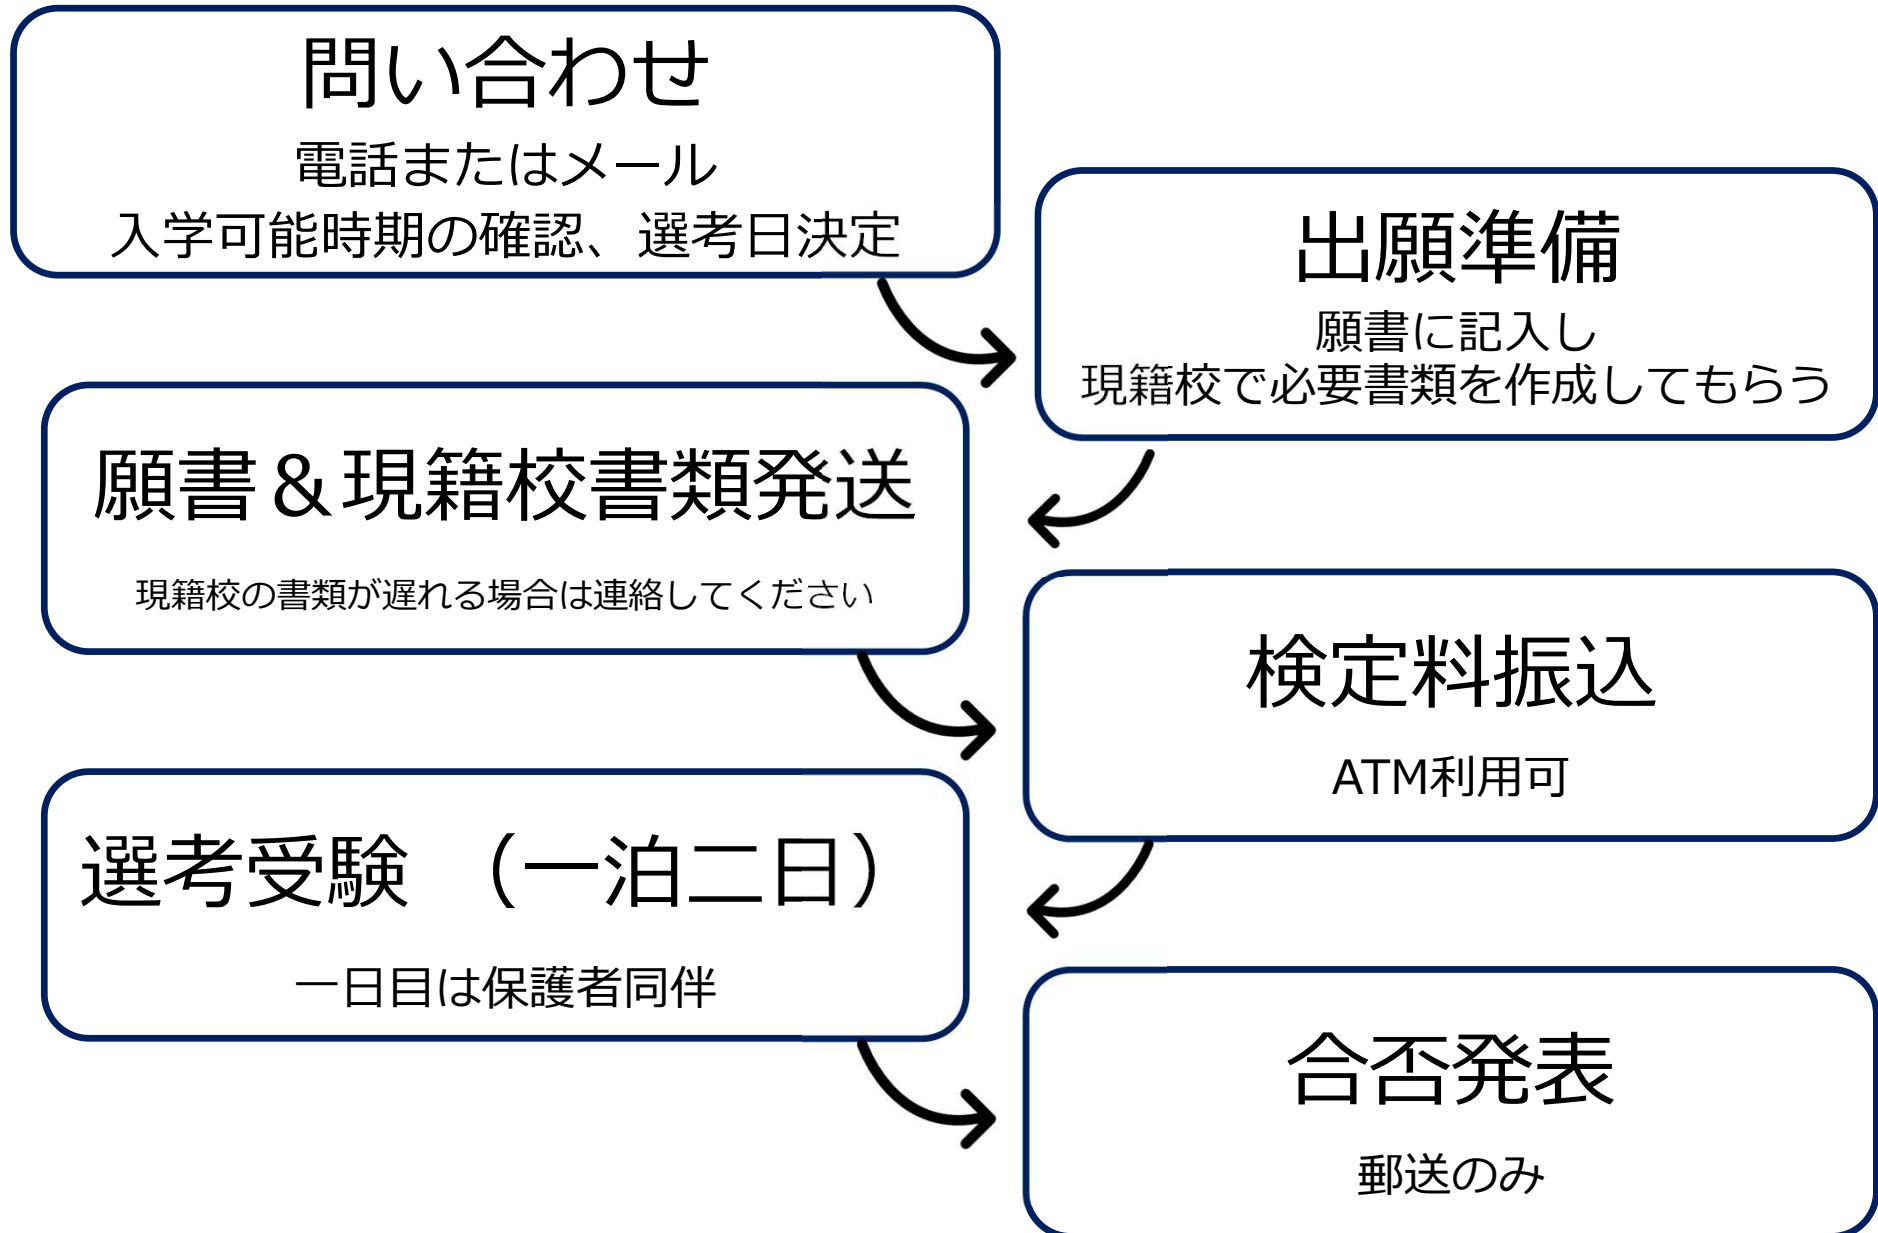 問い合わせ
電話またはメール
入学可能時期の確認、選考日決定
出願準備
願書に記入し
現籍校で必要書類を作成してもらう
願書＆現籍校書類発送
現籍校の書類が遅れる場合は連絡してください
検定料振込
ATM利用可
選考受験　（一泊二日）
一日目は保護者同伴
合否発表
郵送のみ